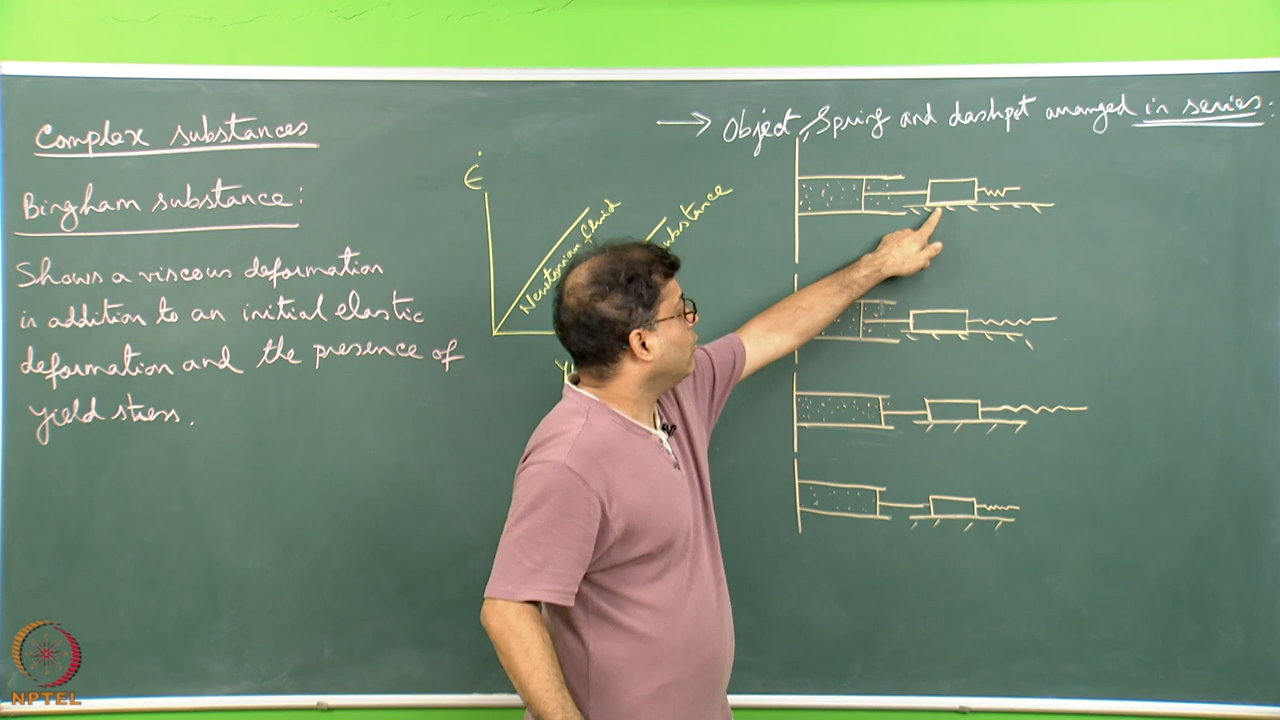 Complex substances
Bingham substance:
Shows a viscous deformation
in addition to an initial elastic
deformation and the presence of
yield stress.
ε̇
Newtonian fluid
ubstance
→ Object, Spring and dashpot arranged in series.
NPTEL